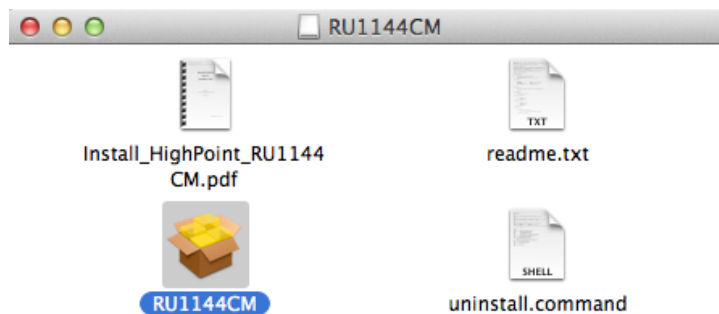 RU1144CM
Install_HighPoint_RU1144
CM.pdf
readme.txt
TXT
RU1144CM
uninstall.command
SHELL